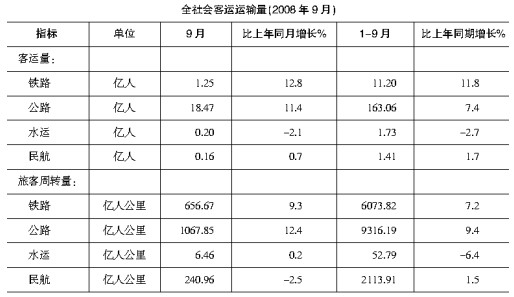 全社会客运运输量(2008年9月)
指标 单位 9月 比上年同月增长% 1-9月 比上年同期增长%
客运量:
铁路 亿人 1.25 12.8 11.20 11.8
公路 亿人 18.47 11.4 163.06 7.4
水运 亿人 0.20 -2.1 1.73 -2.7
民航 亿人 0.16 0.7 1.41 1.7
旅客周转量:
铁路 亿人公里 656.67 9.3 6073.82 7.2
公路 亿人公里 1067.85 12.4 9316.19 9.4
水运 亿人公里 6.46 0.2 52.79 -6.4
民航 亿人公里 240.96 -2.5 2113.91 1.5